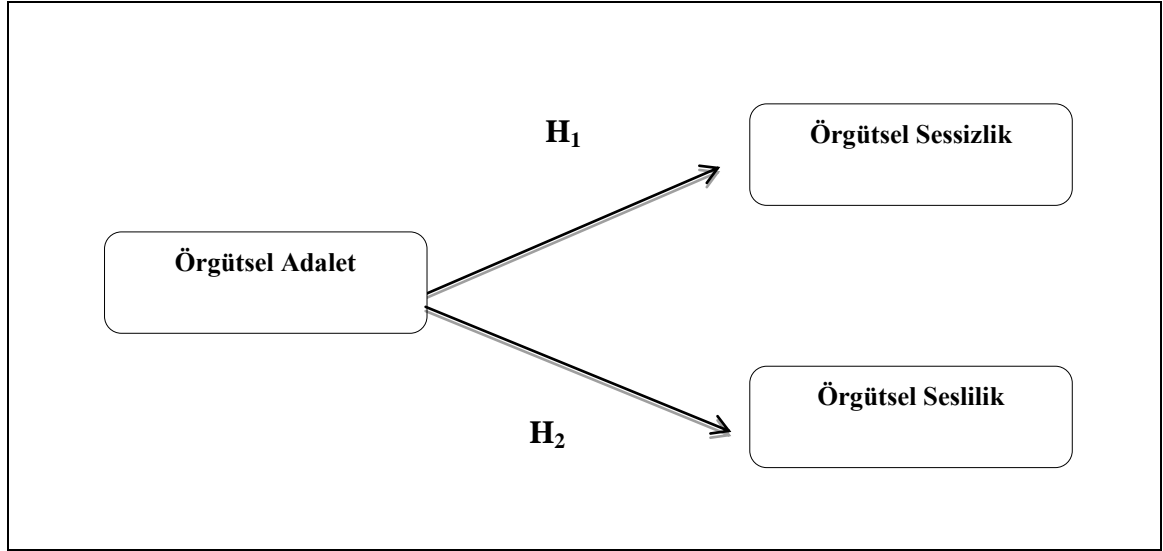 H₁
Örgütsel Sessizlik
Örgütsel Adalet
Örgütsel Seslilik
H₂